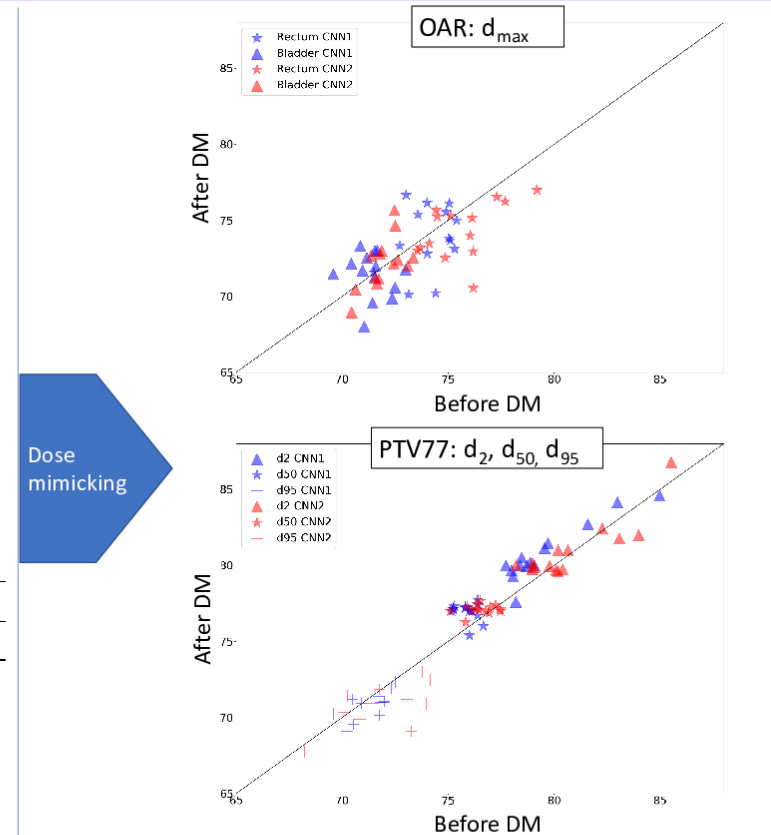 OAR: dmax
Rectum CNN1
Bladder CNN1
Rectum CNN2
Bladder CNN2
After DM
85
80
75
70
65
65 70 75 80 85
Before DM
Dose
mimicking
PTV77: d2, d50, d95
d2 CNN1
d50 CNN1
d95 CNN1
d2 CNN2
d50 CNN2
d95 CNN2
After DM
85
80
75
70
65
65 70 75 80 85
Before DM